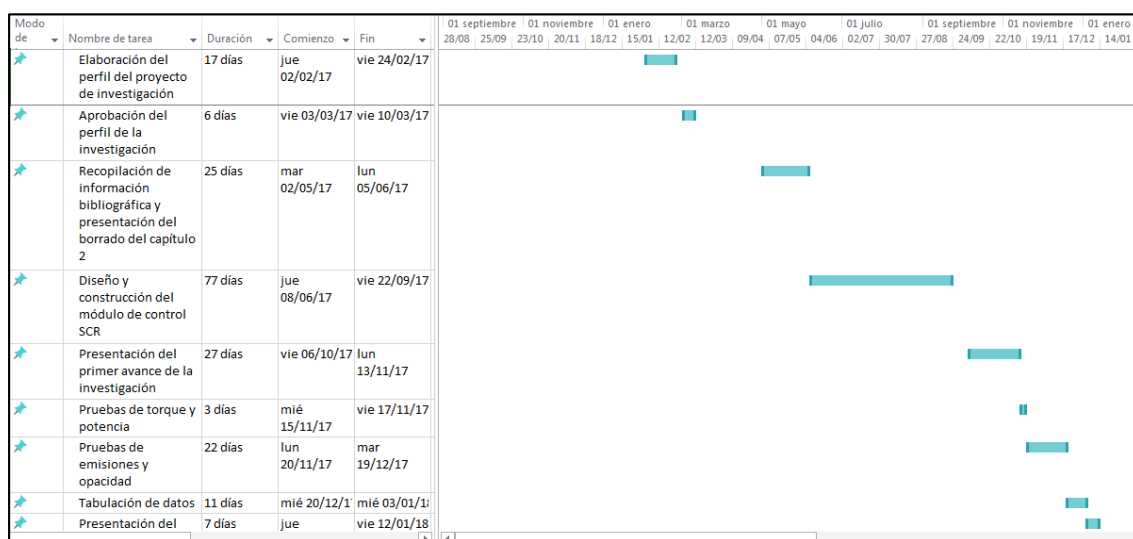 Modo de
Nombre de tarea
Duración
Comienzo
Fin
01 septiembre 01 noviembre 01 enero 01 marzo 01 mayo 01 julio 01 septiembre 01 noviembre 01 enero
28/08 25/09 23/10 20/11 18/12 15/01 12/02 12/03 09/04 07/05 04/06 02/07 30/07 27/08 24/09 22/10 19/11 17/12 14/01
Elaboración del
perfil del proyecto
de investigación
17 días
jue
02/02/17
vie 24/02/17
Aprobación del
perfil de la
investigación
6 días
vie 03/03/17
vie 10/03/17
Recopilación de
información
bibliográfica y
presentación del
borrado del capítulo
2
25 días
mar
02/05/17
lun
05/06/17
Diseño y
construcción del
módulo de control
SCR
77 días
jue
08/06/17
vie 22/09/17
Presentación del
primer avance de la
investigación
27 días
vie 06/10/17
lun
13/11/17
Pruebas de torque y
potencia
3 días
mié
15/11/17
vie 17/11/17
Pruebas de
emisiones y
opacidad
22 días
lun
20/11/17
mar
19/12/17
Tabulación de datos
11 días
mié 20/12/1
mié 03/01/1
Presentación del
7 días
jue
vie 12/01/18